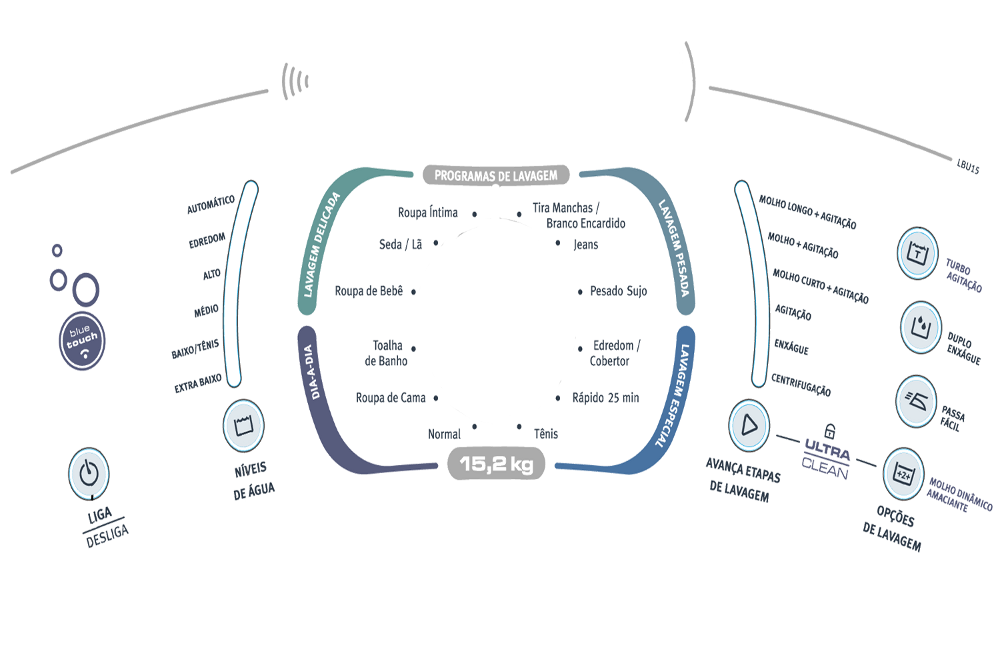 LBU15
PROGRAMAS DE LAVAGEM
AUTOMÁTICO
EDREDOM
ALTO
MÉDIO
BAIXO/TÊNIS
EXTRA BAIXO
NÍVEIS
DE ÁGUA
blue
touch
LIGA
DESLIGA
LAVAGEM DELICADA
Roupa Íntima
Seda / Lã
Roupa de Bebê
DIA-A-DIA
Toalha
de Banho
Roupa de Cama
Normal
15,2 kg
LAVAGEM PESADA
Tira Manchas /
Branco Encardido
Jeans
Pesado Sujo
LAVAGEM ESPECIAL
Edredom /
Cobertor
Rápido 25 min
Tênis
MOLHO LONGO + AGITAÇÃO
MOLHO + AGITAÇÃO
MOLHO CURTO + AGITAÇÃO
AGITAÇÃO
ENXÁGUE
CENTRIFUGAÇÃO
AVANÇA ETAPAS
DE LAVAGEM
ULTRA
CLEAN
T
TURBO
AGITAÇÃO
DUPLO
ENXÁGUE
PASSA
FÁCIL
+2+
MOLHO DINÂMICO
AMACIANTE
OPÇÕES
DE LAVAGEM